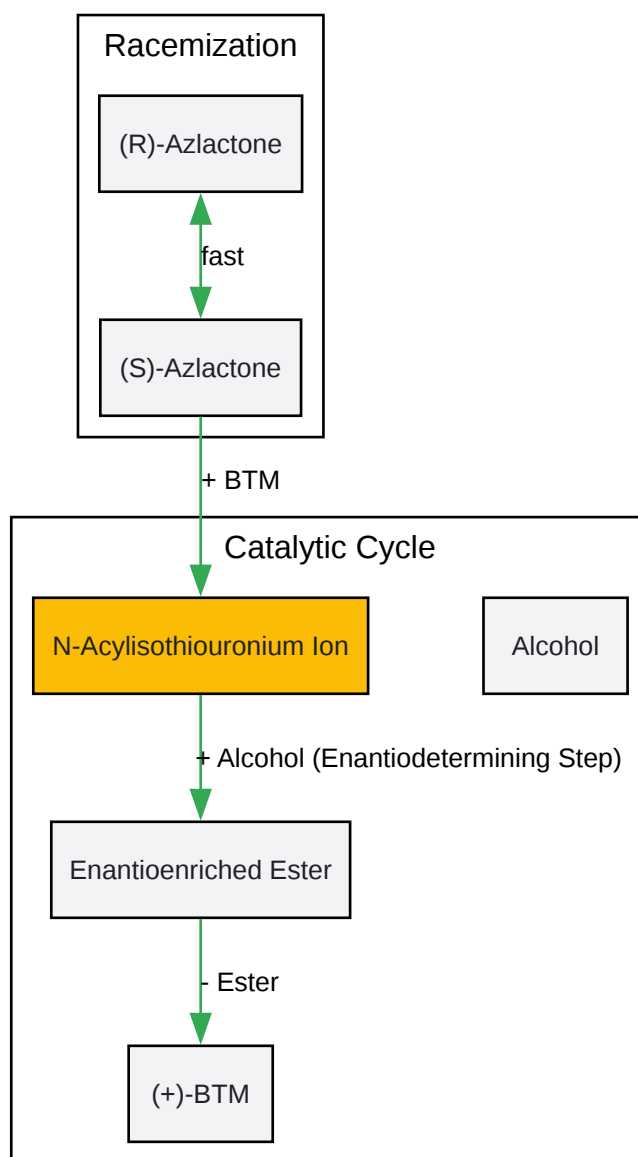 Racemization
(R)-Azlactone
fast
(S)-Azlactone
+ BTM
Catalytic Cycle
N-Acylisothiouronium Ion
Alcohol
+ Alcohol (Enantiodetermining Step)
Enantioenriched Ester
- Ester
(+)-BTM